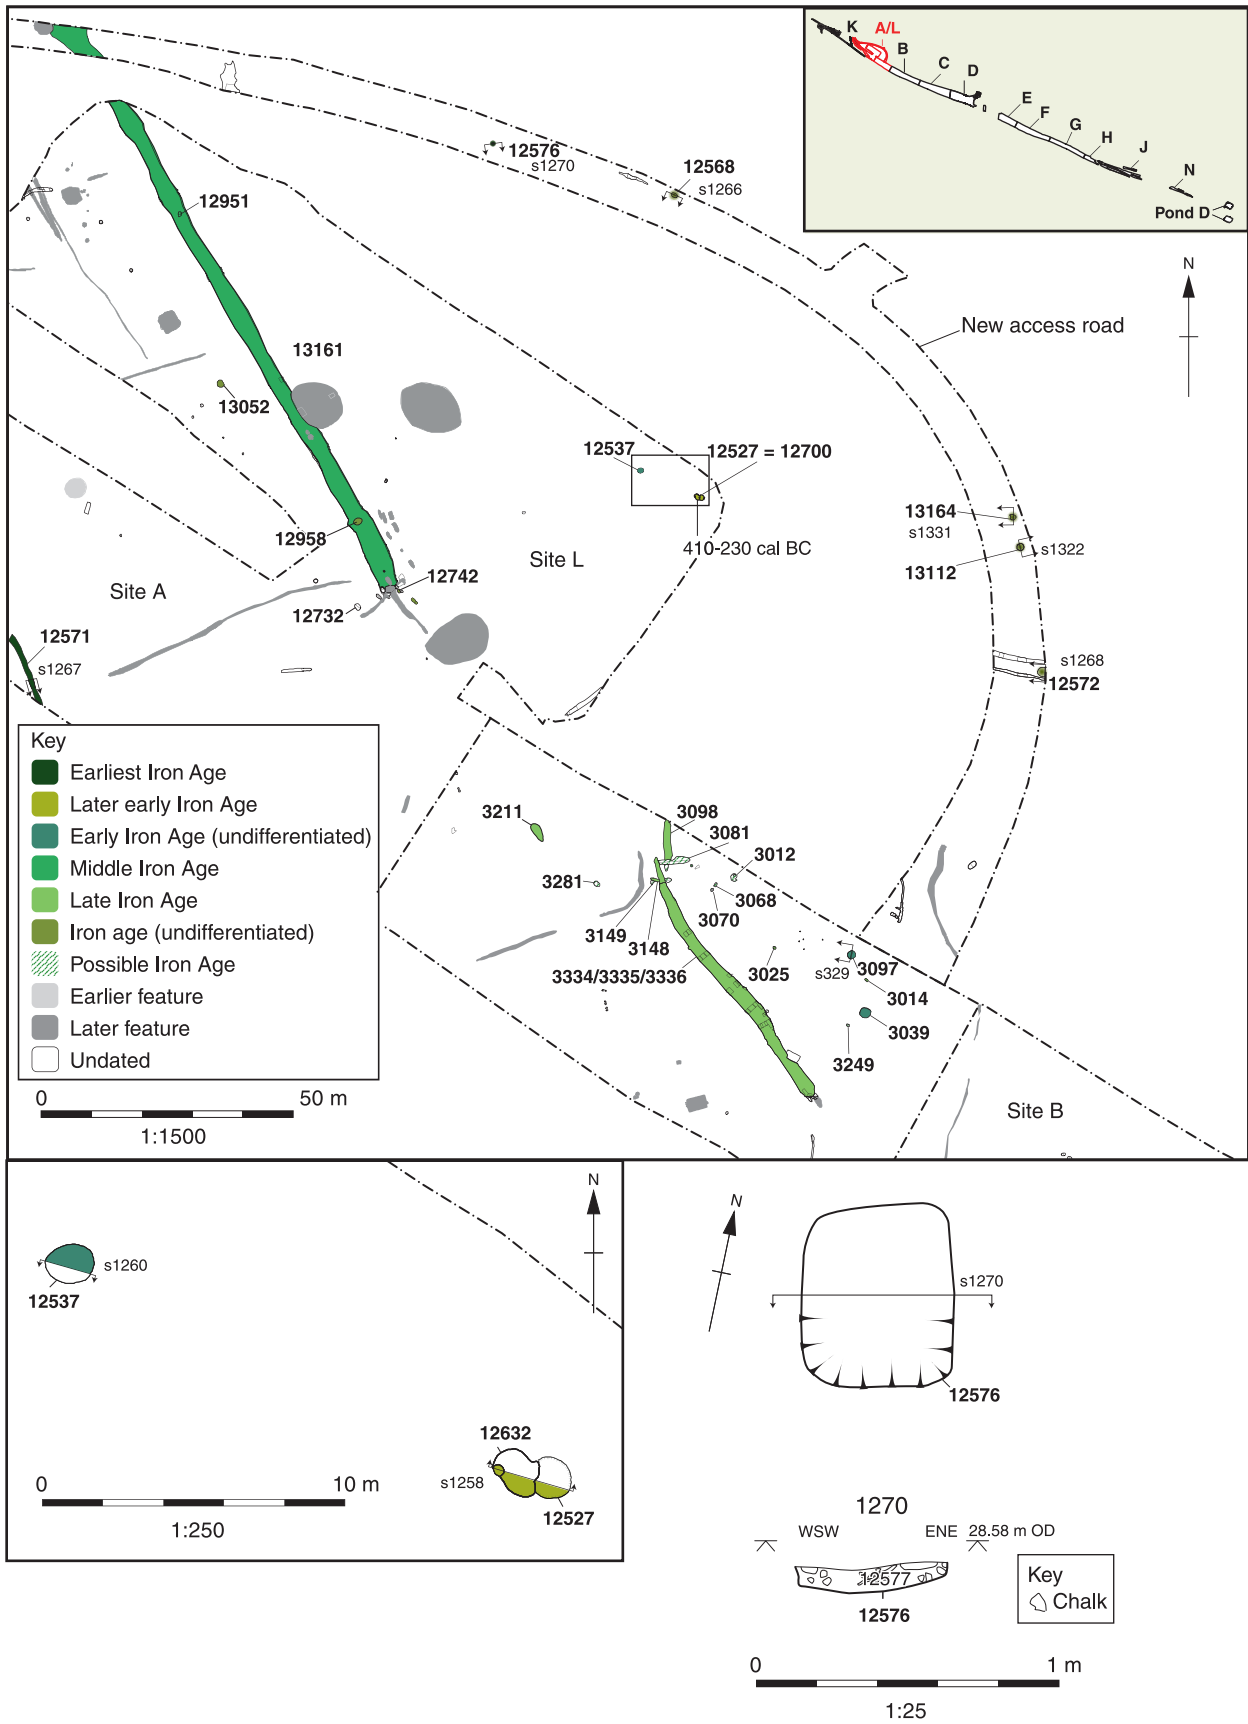 K
A/L
B
C
D
E
F
G
H
J
N
Pond D
12576
s1270
12568
s1266
12951
N
New access road
13161
13052
12537
12527 = 12700
410-230 cal BC
13164
s1331
s1322
13112
12958
Site L
12742
Site A
12732
12571
s1267
s1268
12572
Key
Earliest Iron Age
Later early Iron Age
Early Iron Age (undifferentiated)
Middle Iron Age
Late Iron Age
Iron age (undifferentiated)
Possible Iron Age
Earlier feature
Later feature
Undated
0 50 m
1:1500
3211
3098
3081
3012
3281
3068
3070
3149
3148
3334/3335/3336
3025
s329
3097
3014
3039
3249
Site B
N
s1260
12537
12632
s1258
12527
0 10 m
1:250
N
s1270
12576
1270
WSW ENE 28.58 m OD
12577
12576
Key
Chalk
0 1 m
1:25